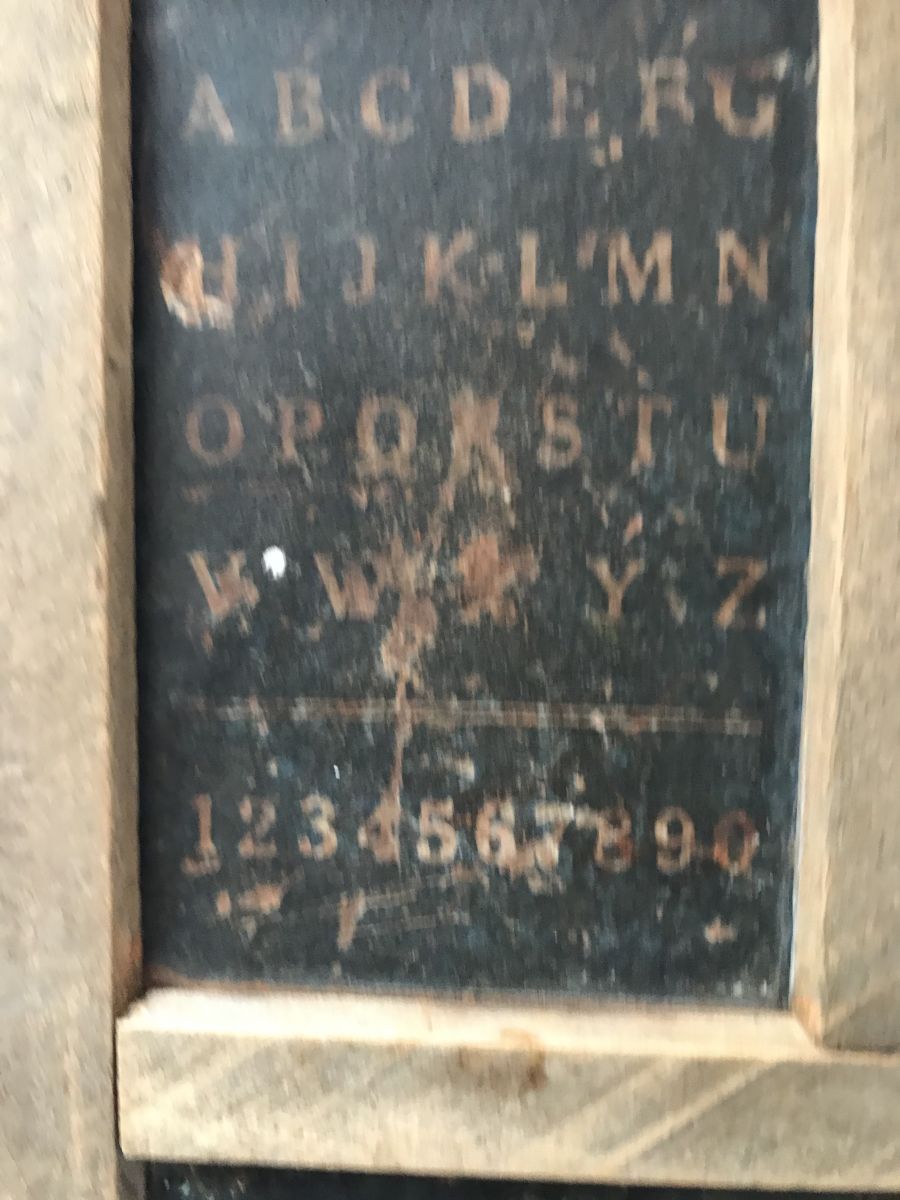 A B C D E F G
H I J K L M N
O P Q R S T U
V W X Y Z
1 2 3 4 5 6 7 8 9 0